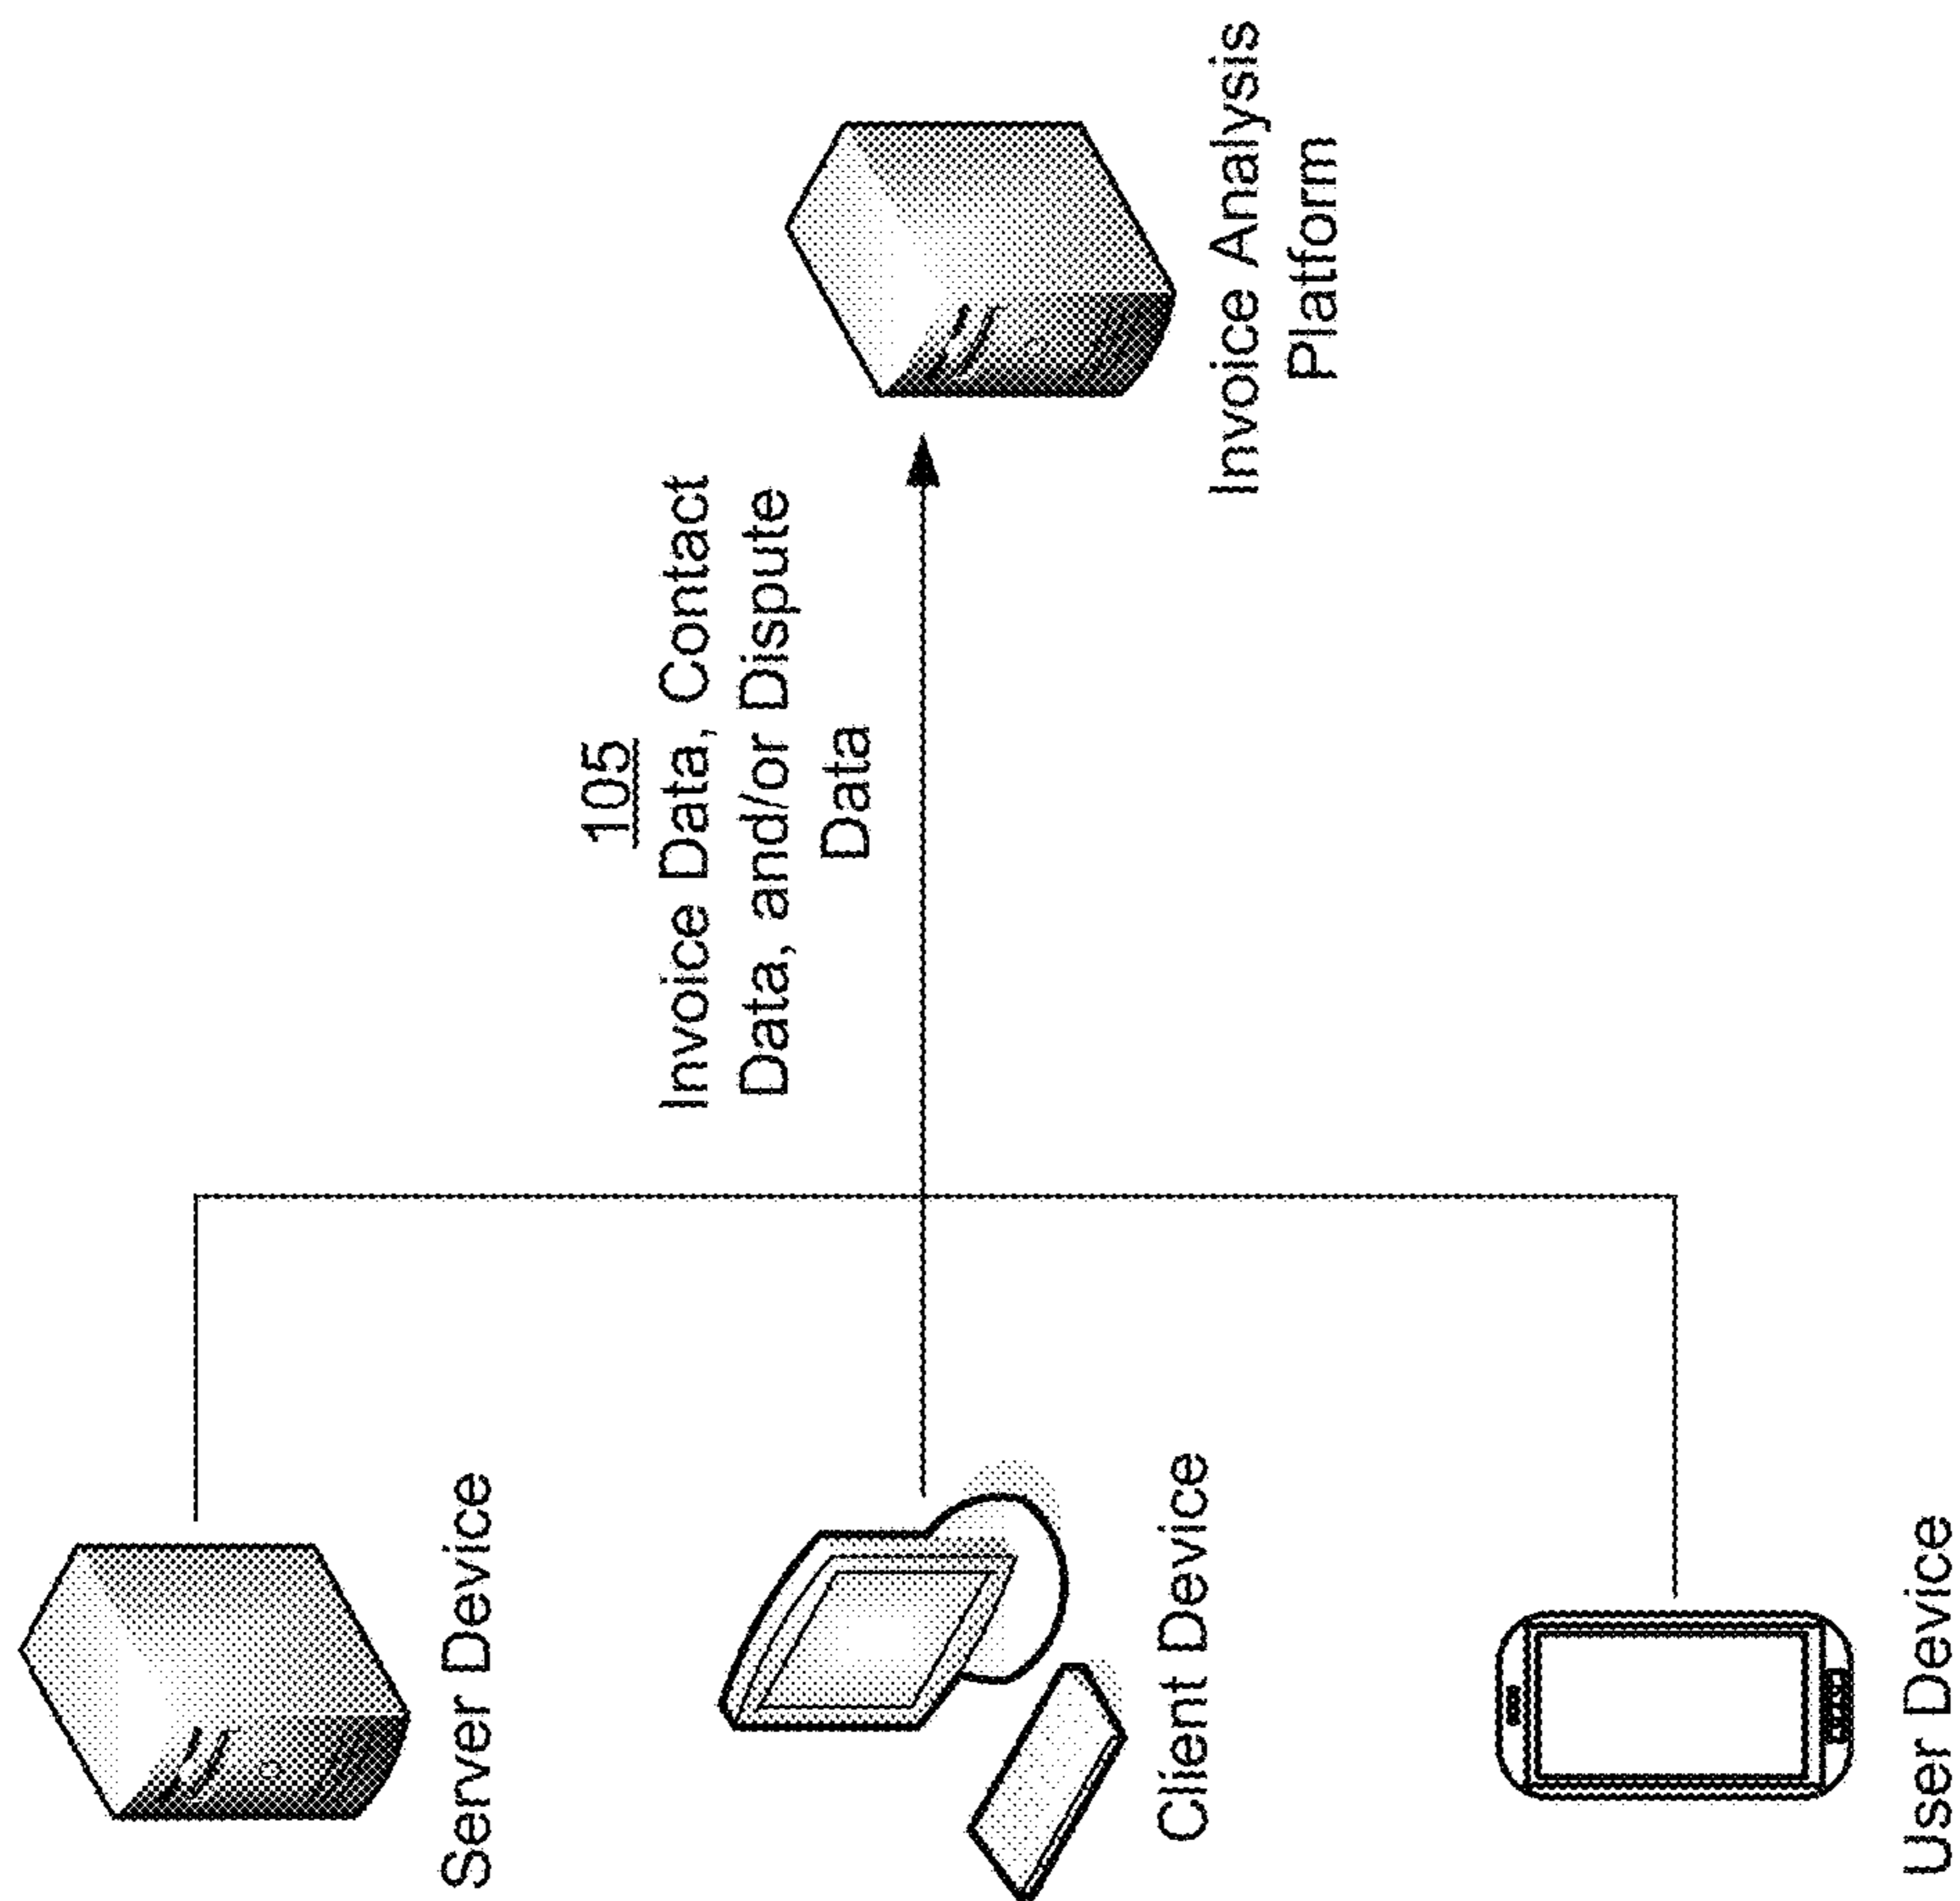 Server Device
Client Device
User Device
105
Invoice Data, Contact
Data, and/or Dispute
Data
Invoice Analysis
Platform